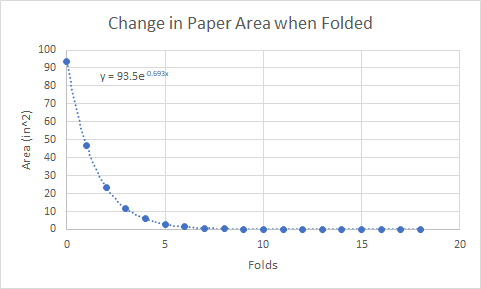 Change in Paper Area when Folded
y = 93.5e^-0.693x
100
90
80
70
60
50
40
30
20
10
0
Area (in^2)
0 5 10 15 20
Folds